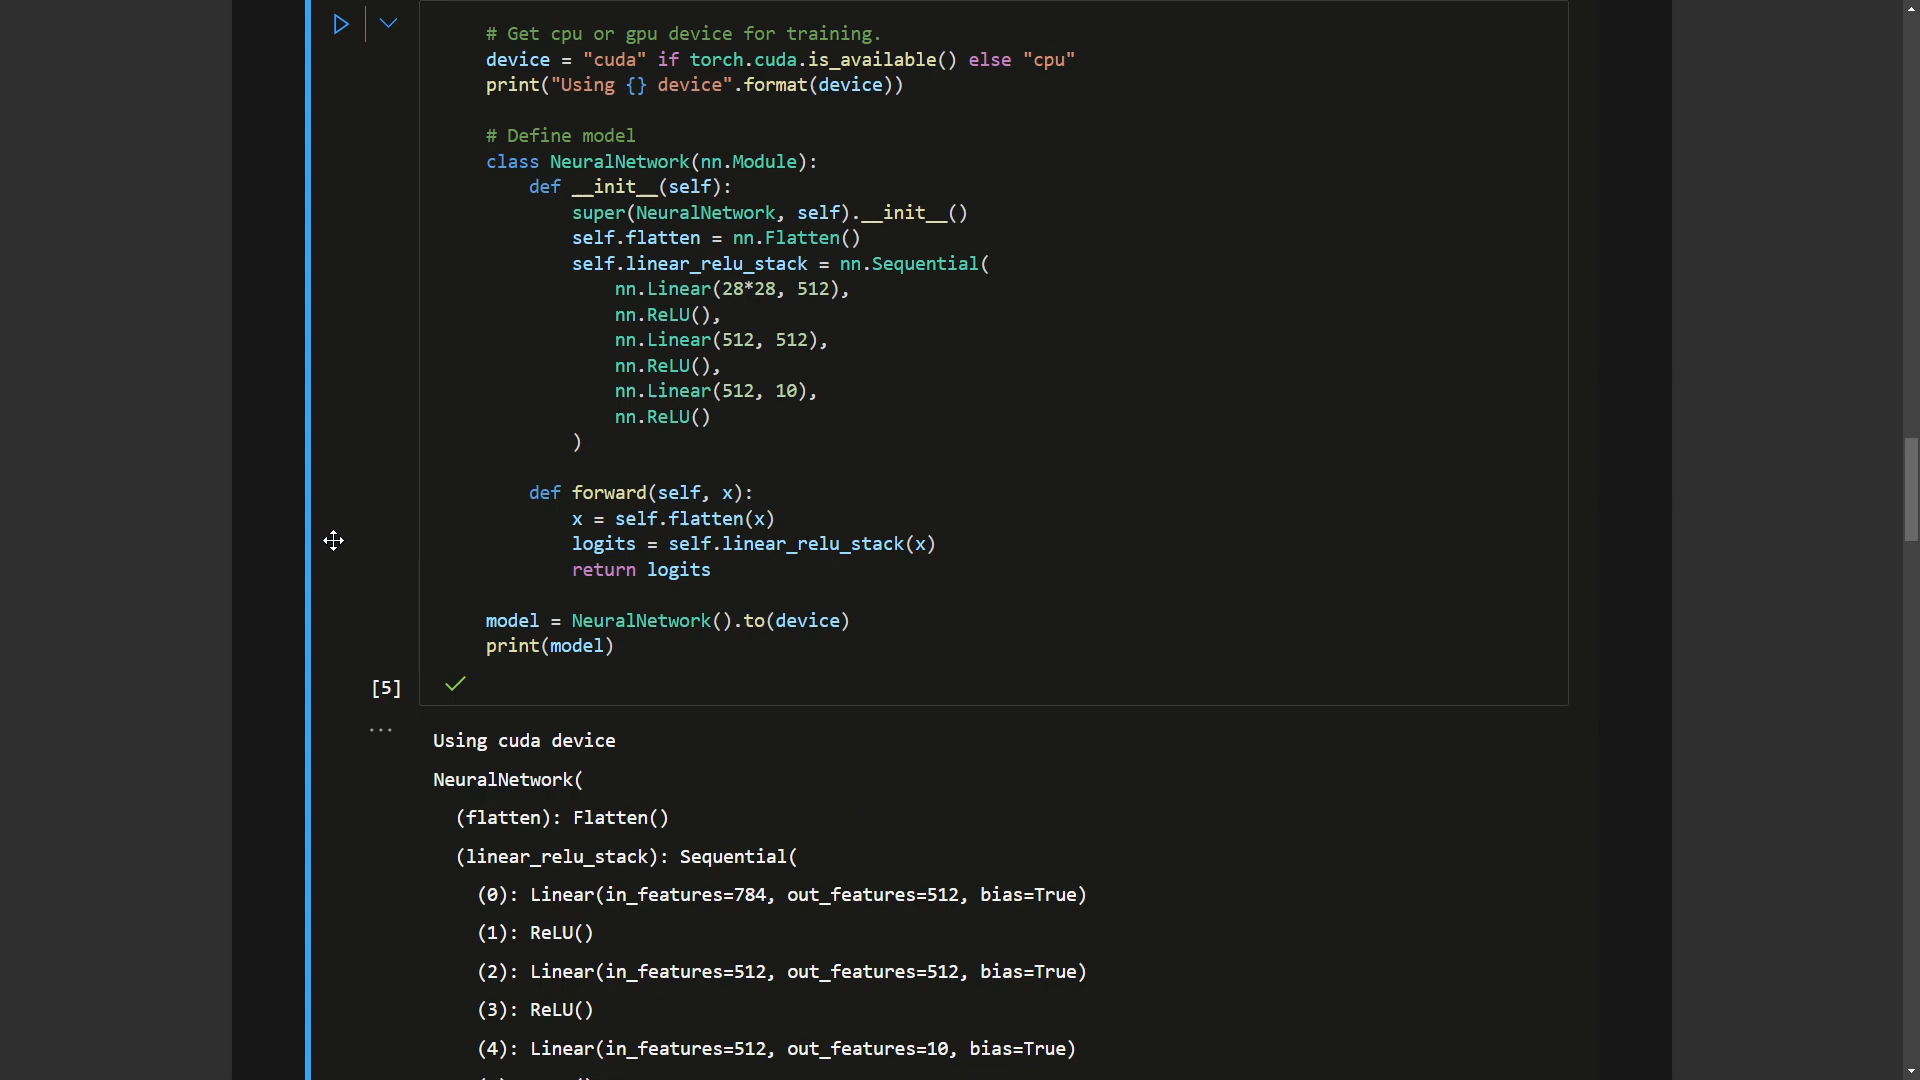 # Get cpu or gpu device for training.
device = "cuda" if torch.cuda.is_available() else "cpu"
print("Using {} device".format(device))
# Define model
class NeuralNetwork(nn.Module):
    def __init__(self):
        super(NeuralNetwork, self).__init__()
        self.flatten = nn.Flatten()
        self.linear_relu_stack = nn.Sequential(
            nn.Linear(28*28, 512),
            nn.ReLU(),
            nn.Linear(512, 512),
            nn.ReLU(),
            nn.Linear(512, 10),
            nn.ReLU()
        )
    def forward(self, x):
        x = self.flatten(x)
        logits = self.linear_relu_stack(x)
        return logits
model = NeuralNetwork().to(device)
print(model)
[5]
...
Using cuda device
NeuralNetwork(
  (flatten): Flatten()
  (linear_relu_stack): Sequential(
    (0): Linear(in_features=784, out_features=512, bias=True)
    (1): ReLU()
    (2): Linear(in_features=512, out_features=512, bias=True)
    (3): ReLU()
    (4): Linear(in_features=512, out_features=10, bias=True)